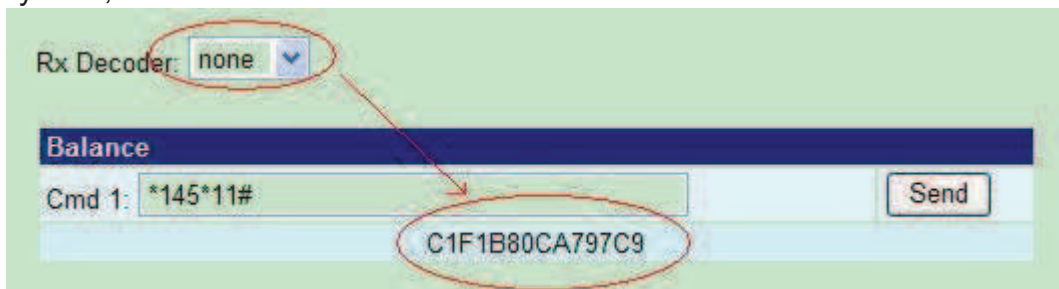 Rx Decoder: none
Balance
Cmd 1: *145*11# Send
C1F1B80CA797C9